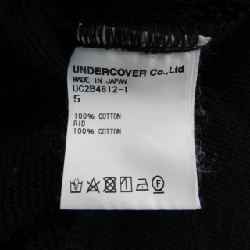 UNDERCOVER Co.,Ltd
MADE IN JAPAN
UC2B4812-1
5
100% COTTON
RIB
100% COTTON